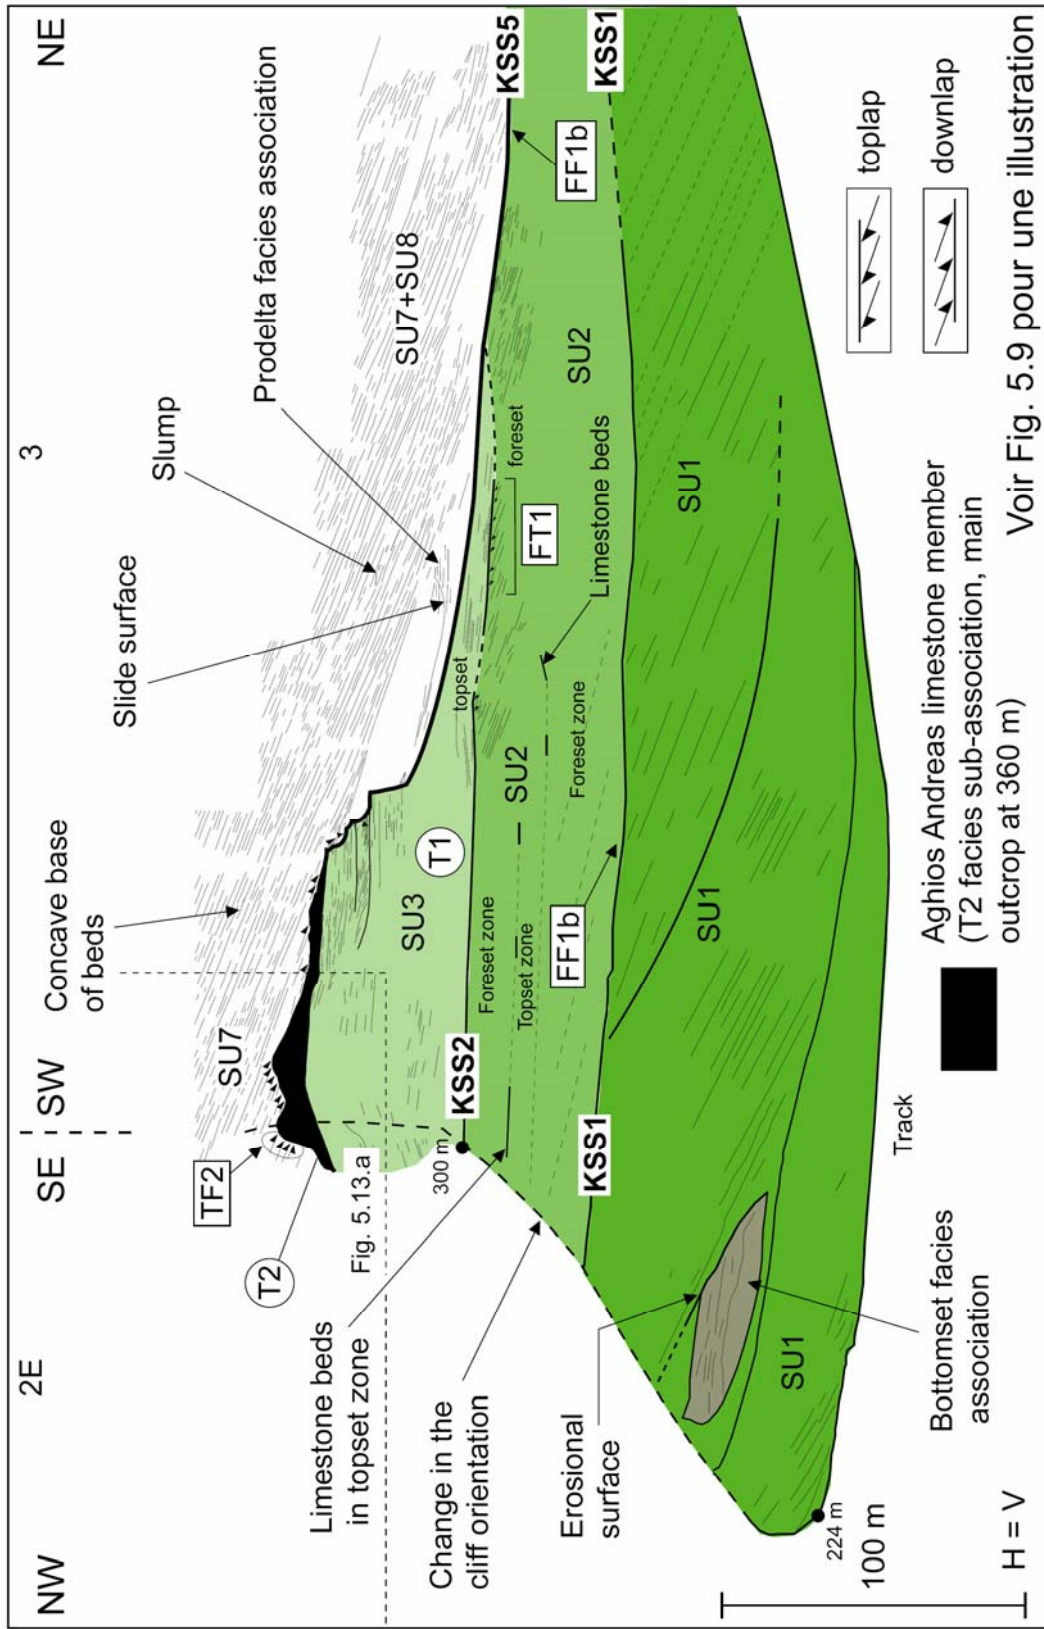 NW
2E
SE
SW
3
NE
Concave base
of beds
Slump
Slide surface
Prodelta facies association
SU7
SU7+SU8
TF2
T2
Fig. 5.13.a
KSS5
FF1b
KSS1
Limestone beds
in topset zone
300 m
KSS2
SU3
T1
topset
foreset
FT1
SU2
Foreset zone
SU2
Topset zone
Foreset zone
Limestone beds
Change in the
cliff orientation
KSS1
FF1b
SU1
SU1
Erosional
surface
SU1
Bottomset facies
association
Track
224 m
100 m
H = V
Aghios Andreas limestone member
(T2 facies sub-association, main
outcrop at 360 m)
toplap
downlap
Voir Fig. 5.9 pour une illustration